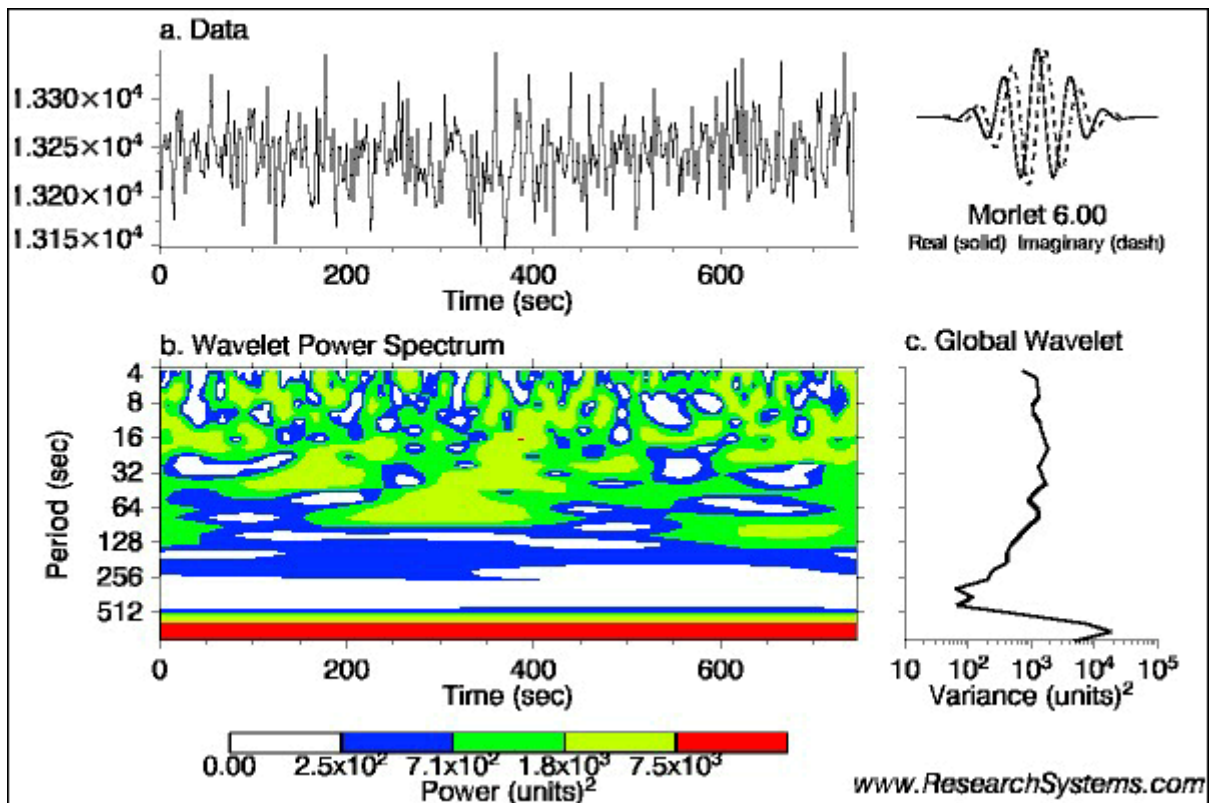 a. Data
1.330×10⁴
1.325×10⁴
1.320×10⁴
1.315×10⁴
0 200 400 600
Time (sec)
Morlet 6.00
Real (solid) Imaginary (dash)
b. Wavelet Power Spectrum
Period (sec)
4
8
16
32
64
128
256
512
0 200 400 600
Time (sec)
c. Global Wavelet
10 10² 10³ 10⁴ 10⁵
Variance (units)²
0.00 2.5x10² 7.1x10² 1.8x10³ 7.5x10³
Power (units)²
www.ResearchSystems.com